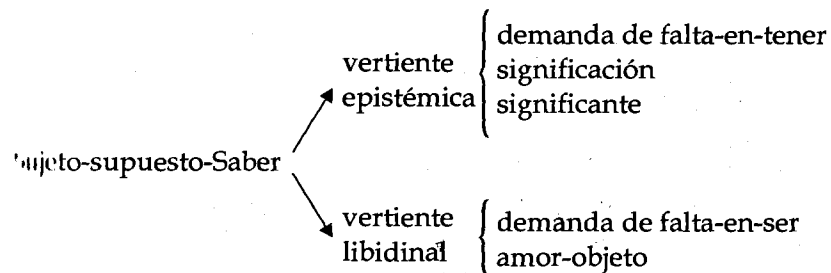 demanda de falta-en-tener
vertiente
significación
epistémica
significante
sujeto-supuesto-Saber
vertiente
demanda de falta-en-ser
libidinal
amor-objeto